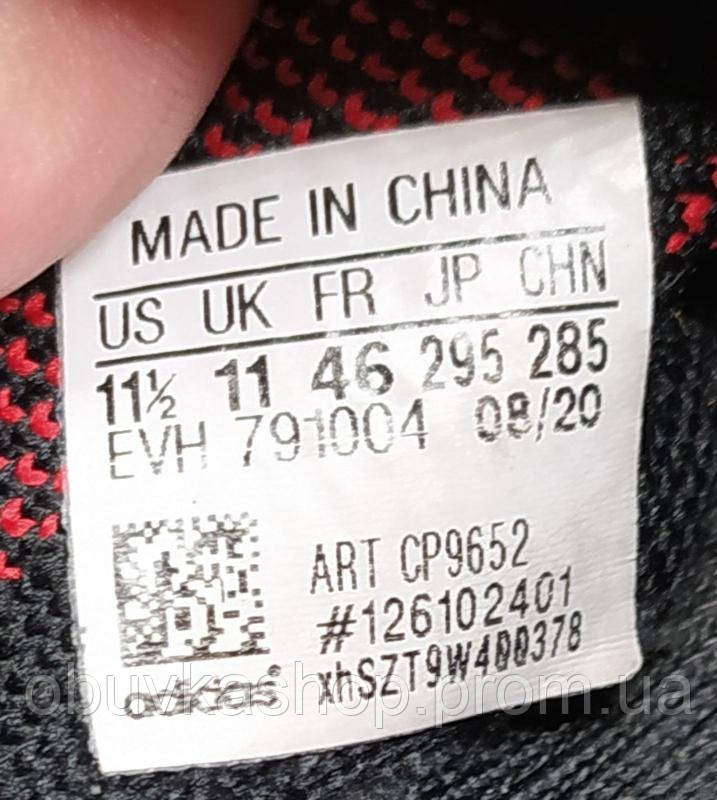 MADE IN CHINA
US UK FR JP CHN
11½ 11 46 295 285
EVH 791004 08/20
ART CP9652
#126102401
adidas xhSZT9W400378
obuvkashop.prom.ua